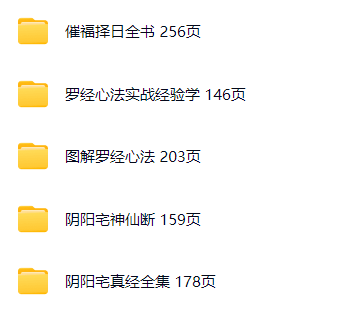 催福择日全书 256页
罗经心法实战经验学 146页
图解罗经心法 203页
阴阳宅神仙断 159页
阴阳宅真经全集 178页